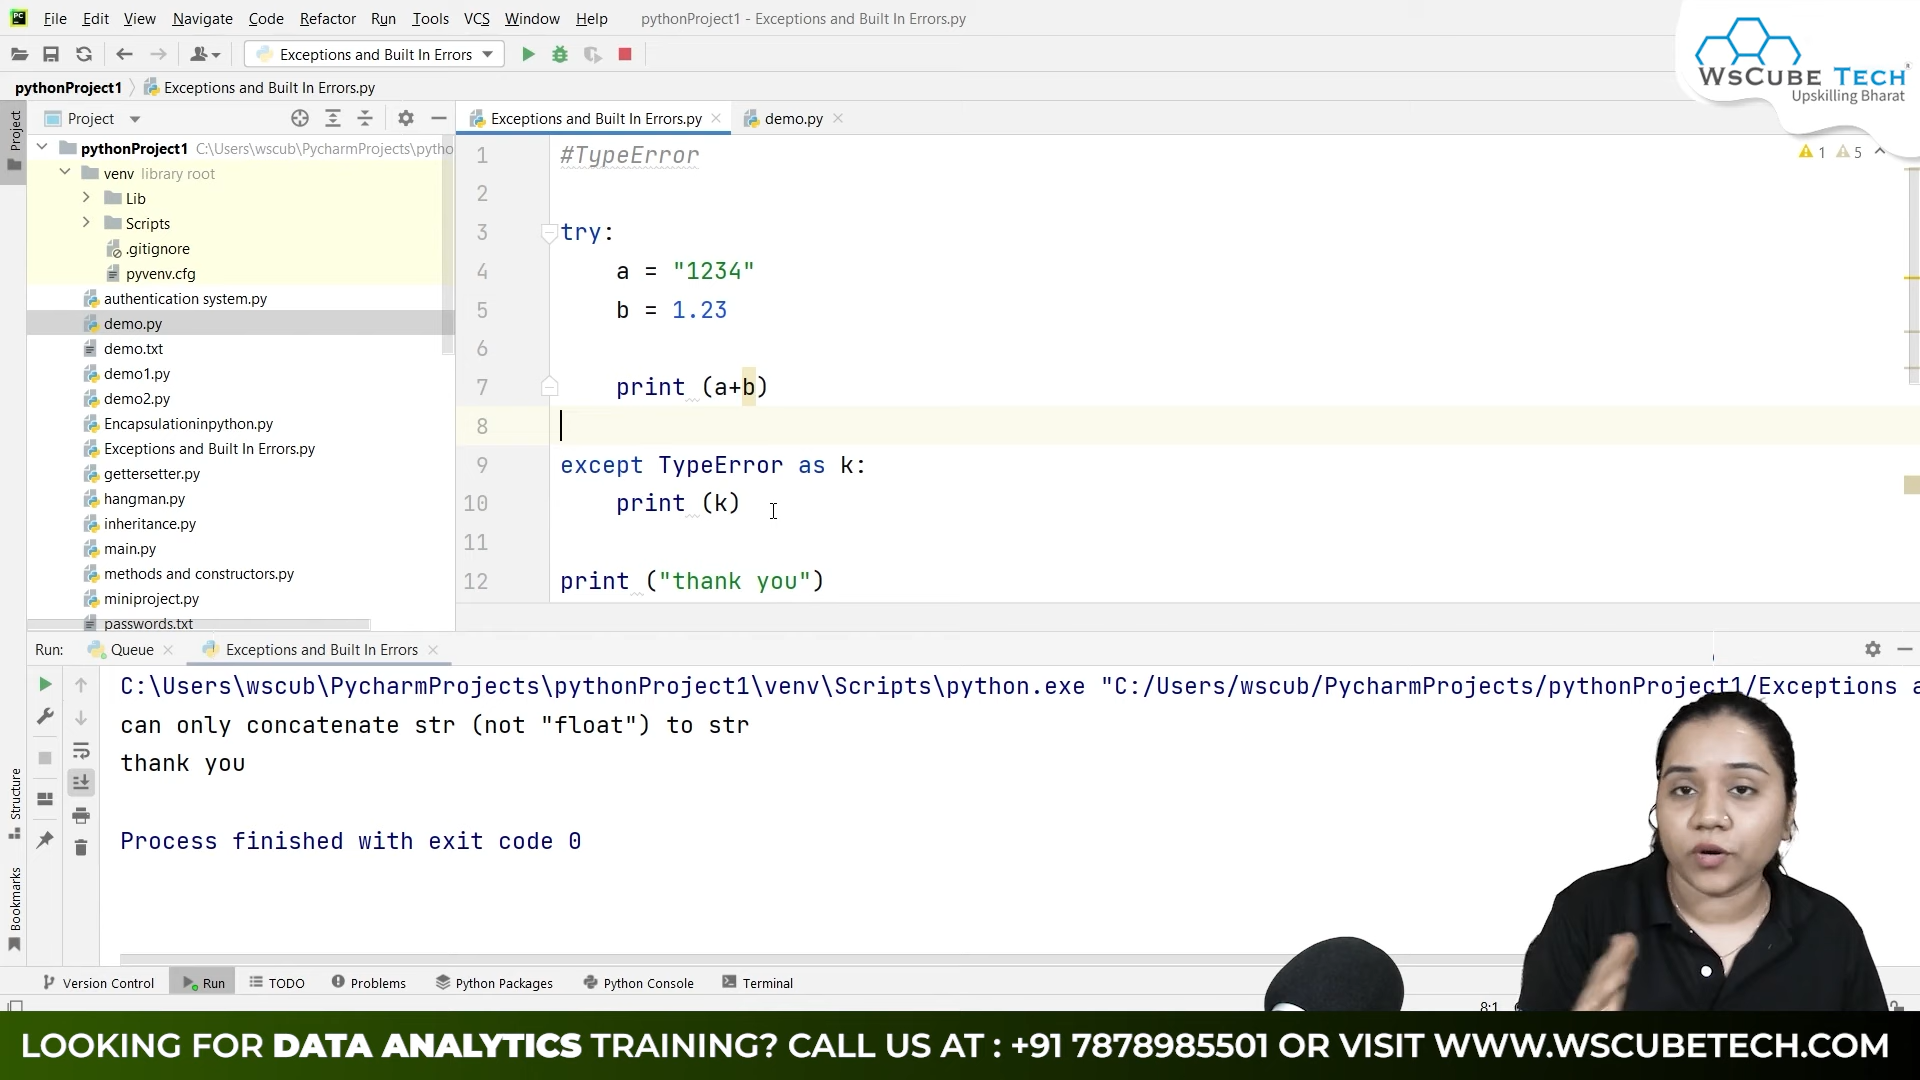 File Edit View Navigate Code Refactor Run Tools VCS Window Help pythonProject1 - Exceptions and Built In Errors.py
Exceptions and Built In Errors
WsCube Tech
Upskilling Bharat
pythonProject1 Exceptions and Built In Errors.py
Project
Project
Exceptions and Built In Errors.py
demo.py
pythonProject1 C:\Users\wscub\PycharmProjects\pytho
venv library root
Lib
Scripts
.gitignore
pyvenv.cfg
authentication system.py
demo.py
demo.txt
demo1.py
demo2.py
Encapsulationinpython.py
Exceptions and Built In Errors.py
gettersetter.py
hangman.py
inheritance.py
main.py
methods and constructors.py
miniproject.py
passwords.txt
1 #TypeError
1 5
2
3 try:
4 a = "1234"
5 b = 1.23
6
7 print (a+b)
8
9 except TypeError as k:
10 print (k)
11
12 print ("thank you")
Run: Queue Exceptions and Built In Errors
C:\Users\wscub\PycharmProjects\pythonProject1\venv\Scripts\python.exe "C:/Users/wscub/PycharmProjects/pythonProject1/Exceptions a
can only concatenate str (not "float") to str
thank you
Process finished with exit code 0
Structure
Bookmarks
Version Control Run TODO Problems Python Packages Python Console Terminal
8:1
LOOKING FOR DATA ANALYTICS TRAINING? CALL US AT : +91 7878985501 OR VISIT WWW.WSCUBETECH.COM